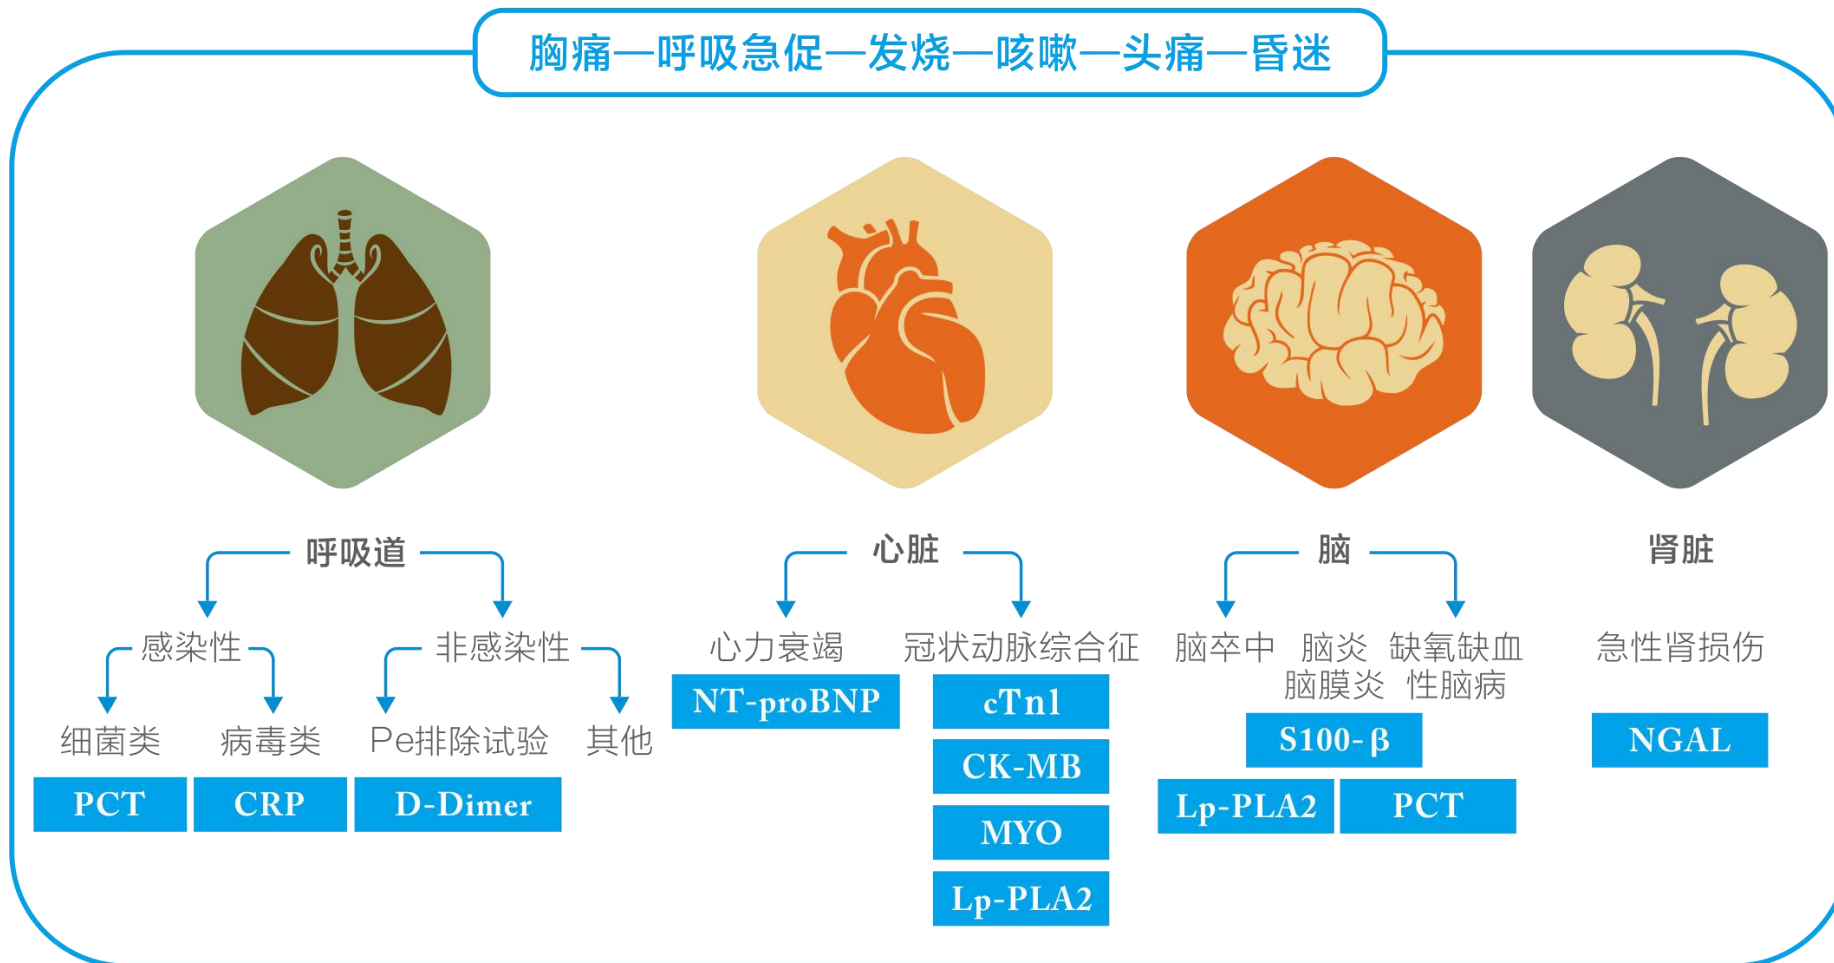 胸痛—呼吸急促—发烧—咳嗽—头痛—昏迷
呼吸道
心脏
脑
肾脏
感染性
非感染性
心力衰竭
冠状动脉综合征
脑卒中
脑炎
脑膜炎
缺氧缺血
性脑病
急性肾损伤
细菌类
病毒类
Pe排除试验
其他
PCT
CRP
D-Dimer
NT-proBNP
cTn1
CK-MB
MYO
Lp-PLA2
S100-β
Lp-PLA2
PCT
NGAL